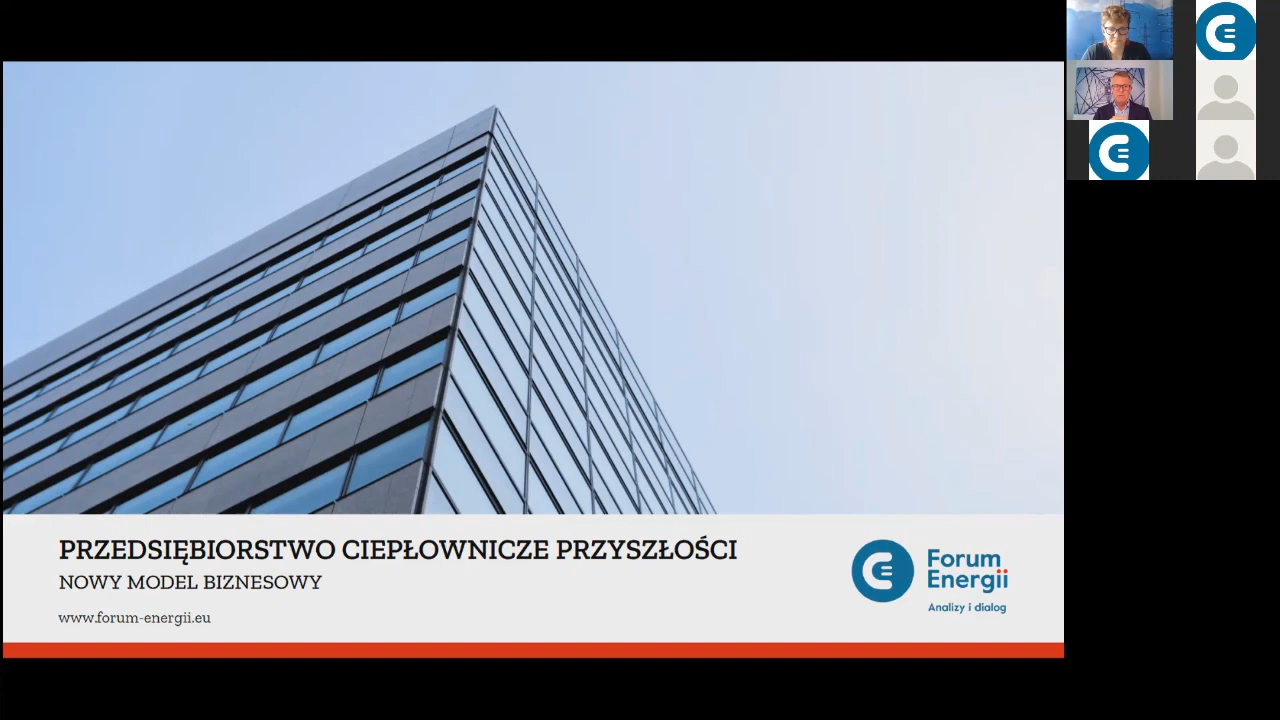 PRZEDSIĘBIORSTWO CIEPŁOWNICZE PRZYSZŁOŚCI
NOWY MODEL BIZNESOWY
www.forum-energii.eu
Forum
Energii
Analizy i dialog